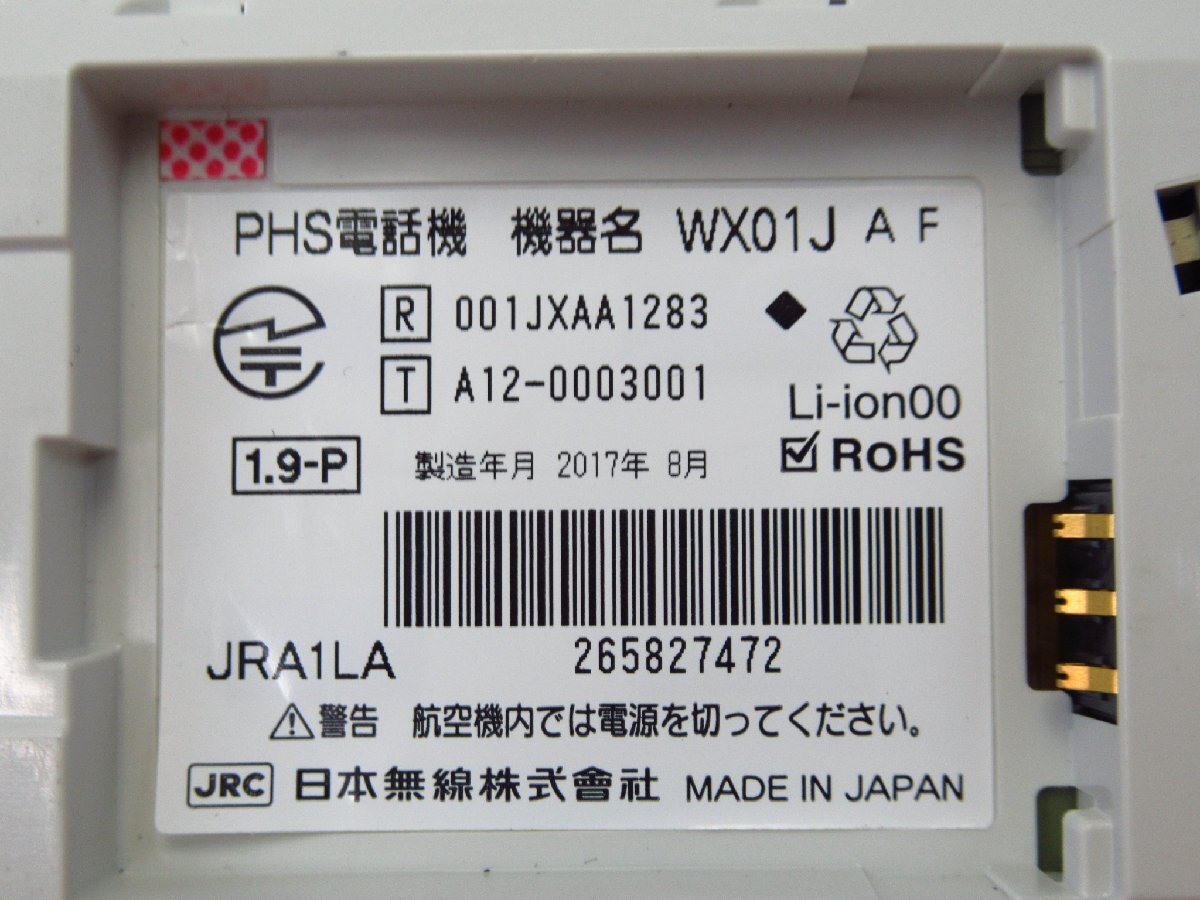 PHS電話機 機器名 WX01J A F
R 001JXAA1283
T A12-0003001
Li-ion00
1.9-P 製造年月 2017年 8月 RoHS
JRA1LA 265827472
警告 航空機内では電源を切ってください。
JRC 日本無線株式會社 MADE IN JAPAN